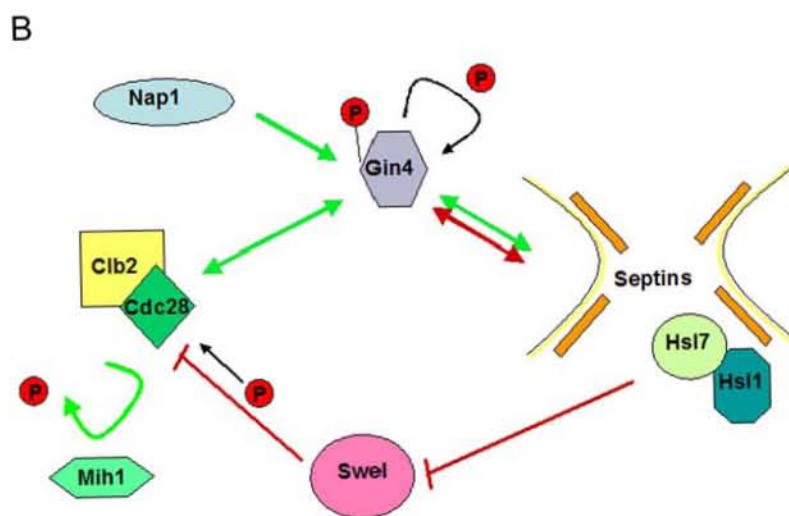 B
Nap1
P
P
Gin4
Clb2
Cdc28
Septins
Hsl7
Hsl1
P
P
Mih1
Swel